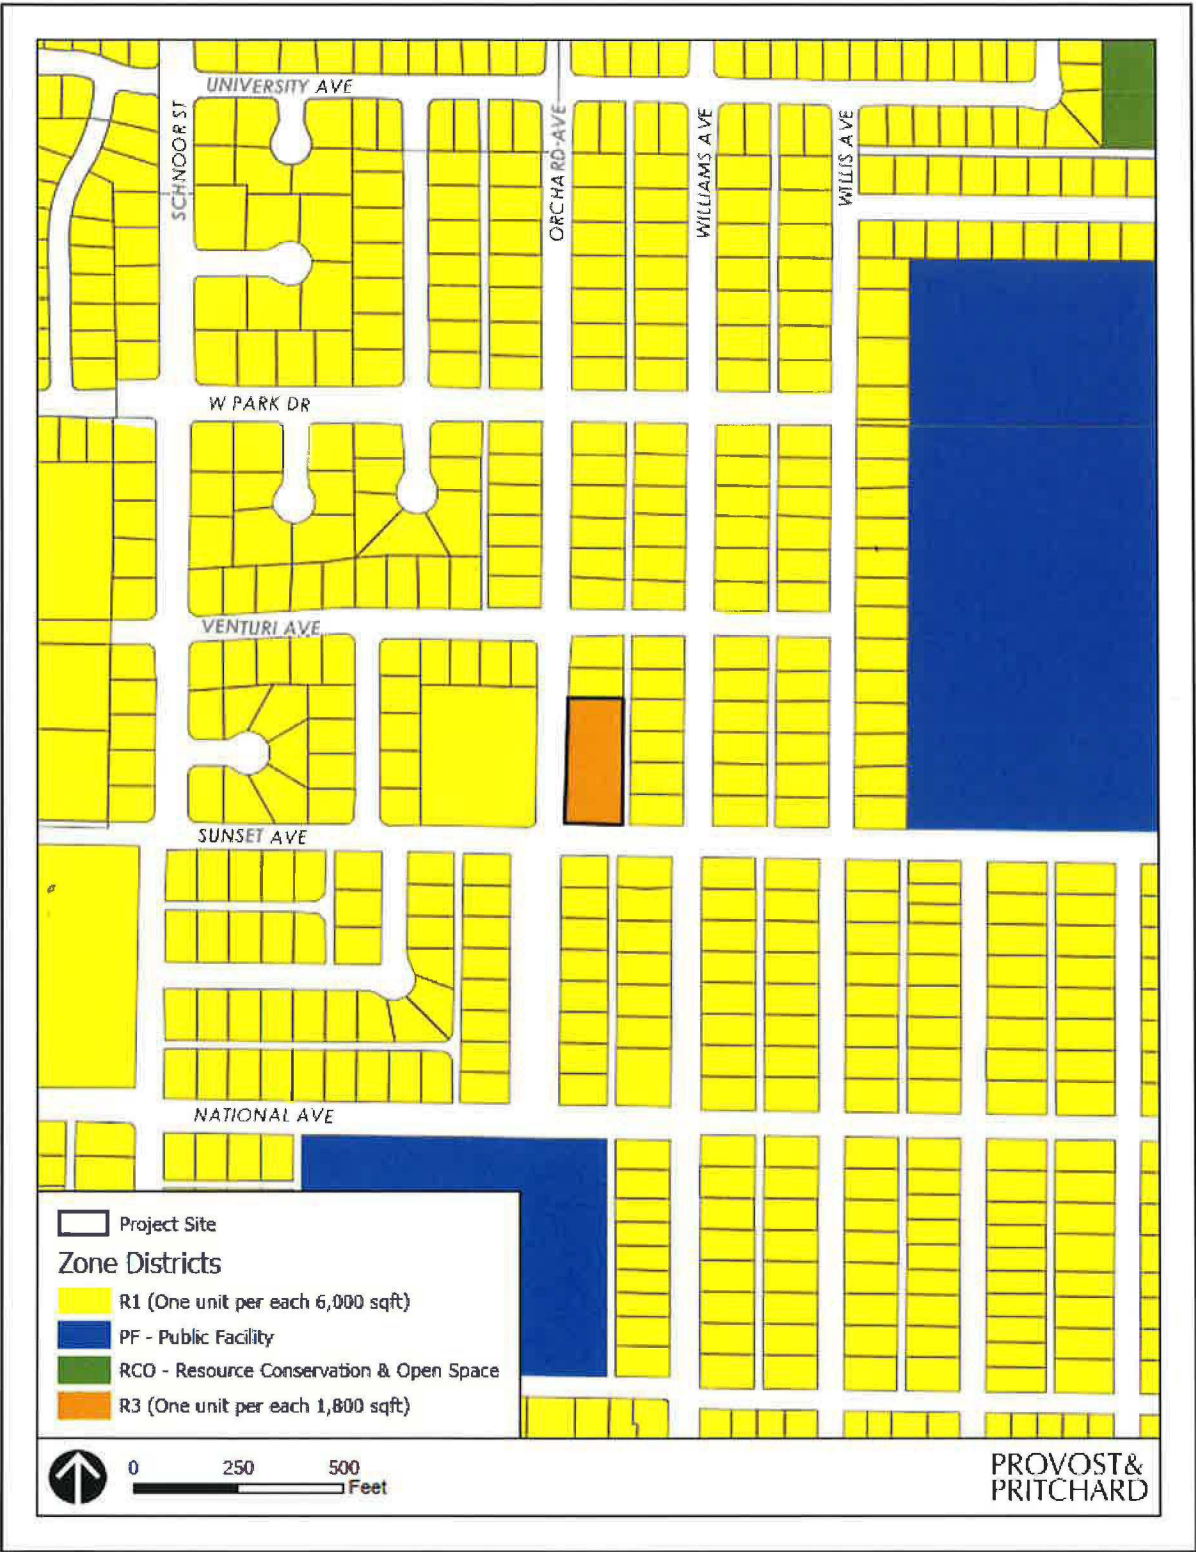 UNIVERSITY AVE
SCHNOOR ST
ORCHARD AVE
WILLIAMS AVE
WILLIS AVE
W PARK DR
VENTURI AVE
SUNSET AVE
NATIONAL AVE
Project Site
Zone Districts
R1 (One unit per each 6,000 sqft)
PF - Public Facility
RCO - Resource Conservation & Open Space
R3 (One unit per each 1,800 sqft)
0 250 500
Feet
PROVOST&
PRITCHARD